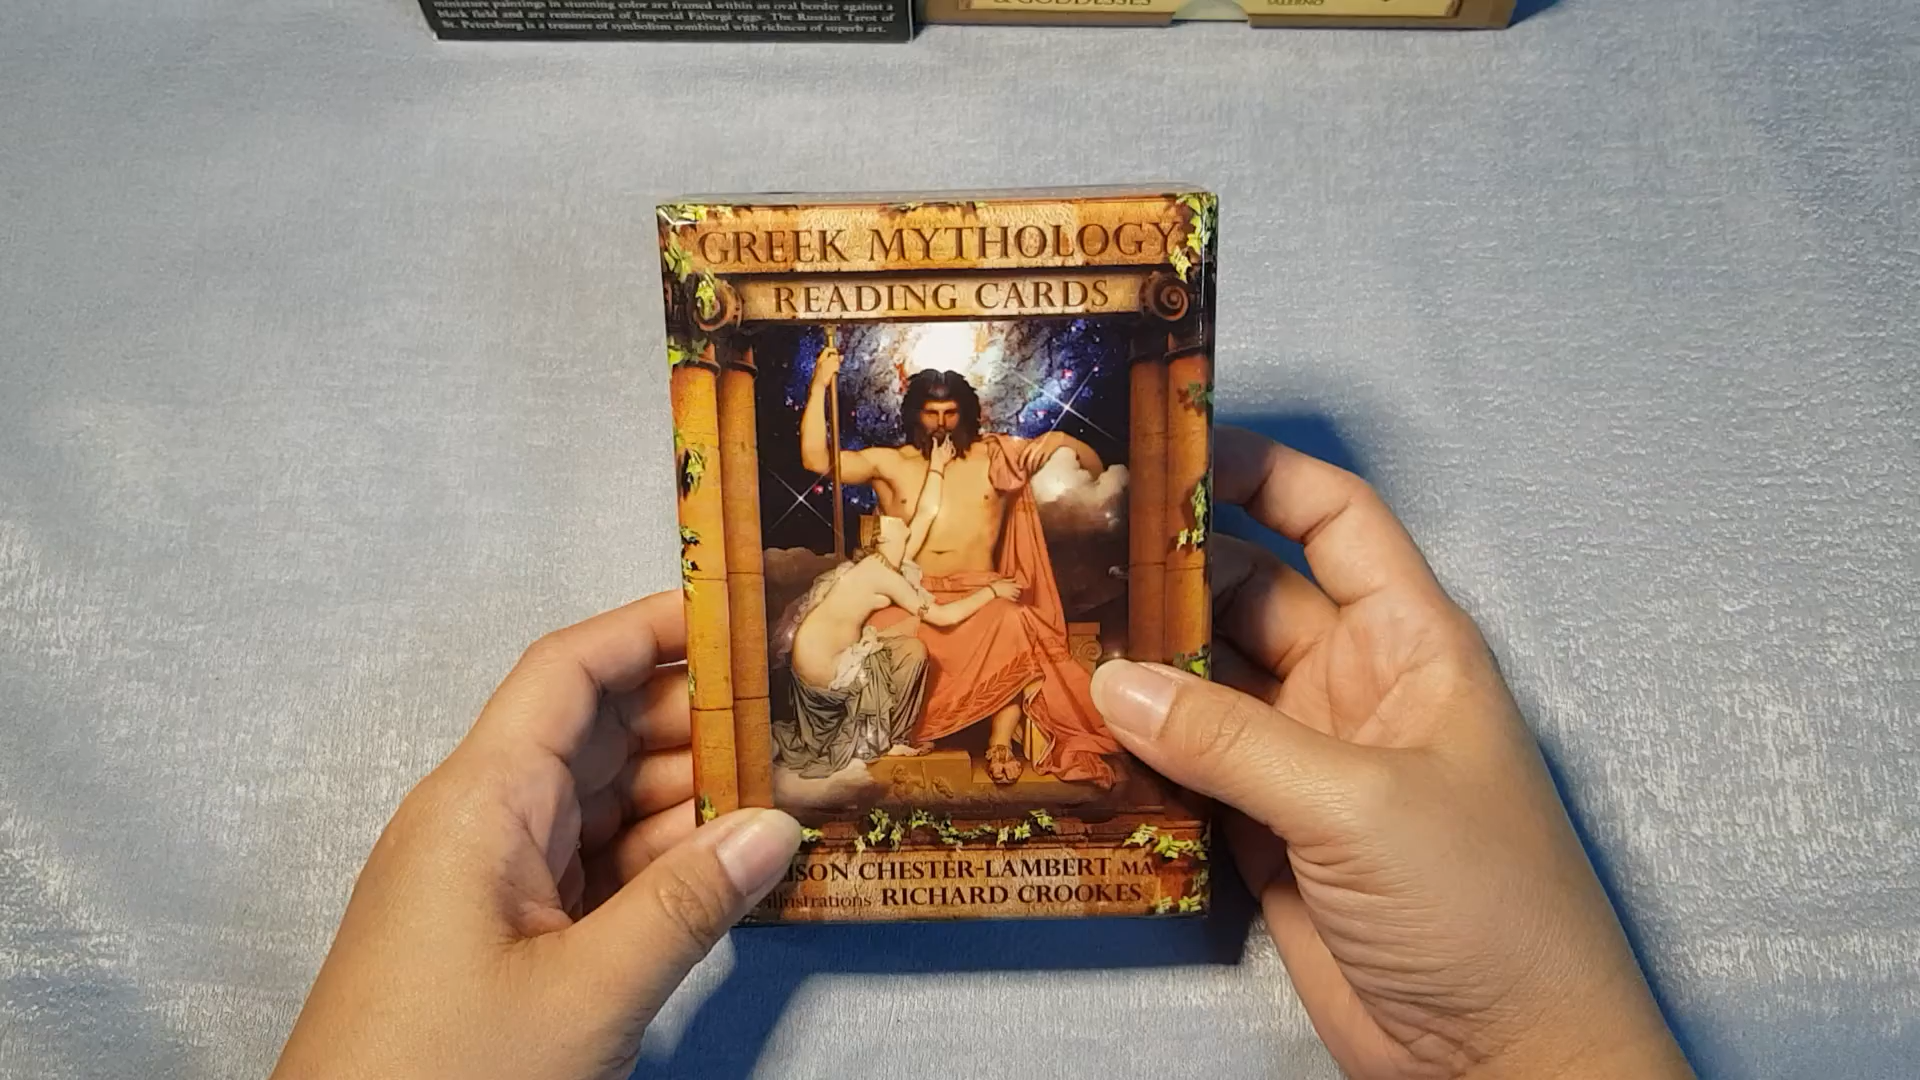 miniature paintings in stunning color are framed within an oval border against a
black field and are reminiscent of Imperial Fabergé eggs. The Russian Tarot of
St. Petersburg is a treasure of symbolism combined with richness of superb art.
& GODDESSES
GREEK MYTHOLOGY
READING CARDS
ISON CHESTER-LAMBERT MA
illustrations RICHARD CROOKES